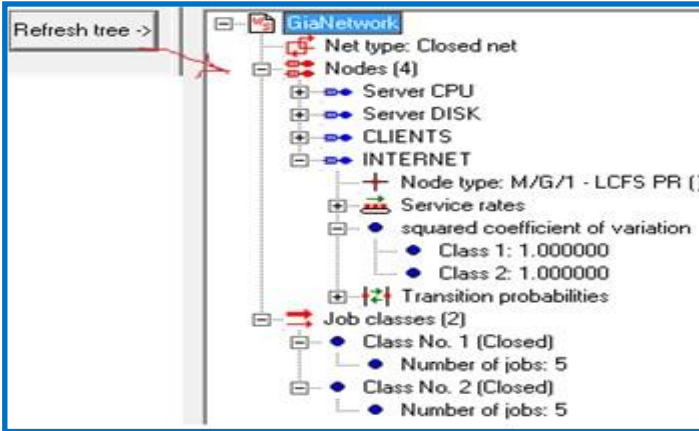 Refresh tree ->
GiaNetwork
Net type: Closed net
Nodes (4)
Server CPU
Server DISK
CLIENTS
INTERNET
Node type: M/G/1 - LCFS PR (
Service rates
squared coefficient of variation
Class 1: 1.000000
Class 2: 1.000000
Transition probabilities
Job classes (2)
Class No. 1 (Closed)
Number of jobs: 5
Class No. 2 (Closed)
Number of jobs: 5